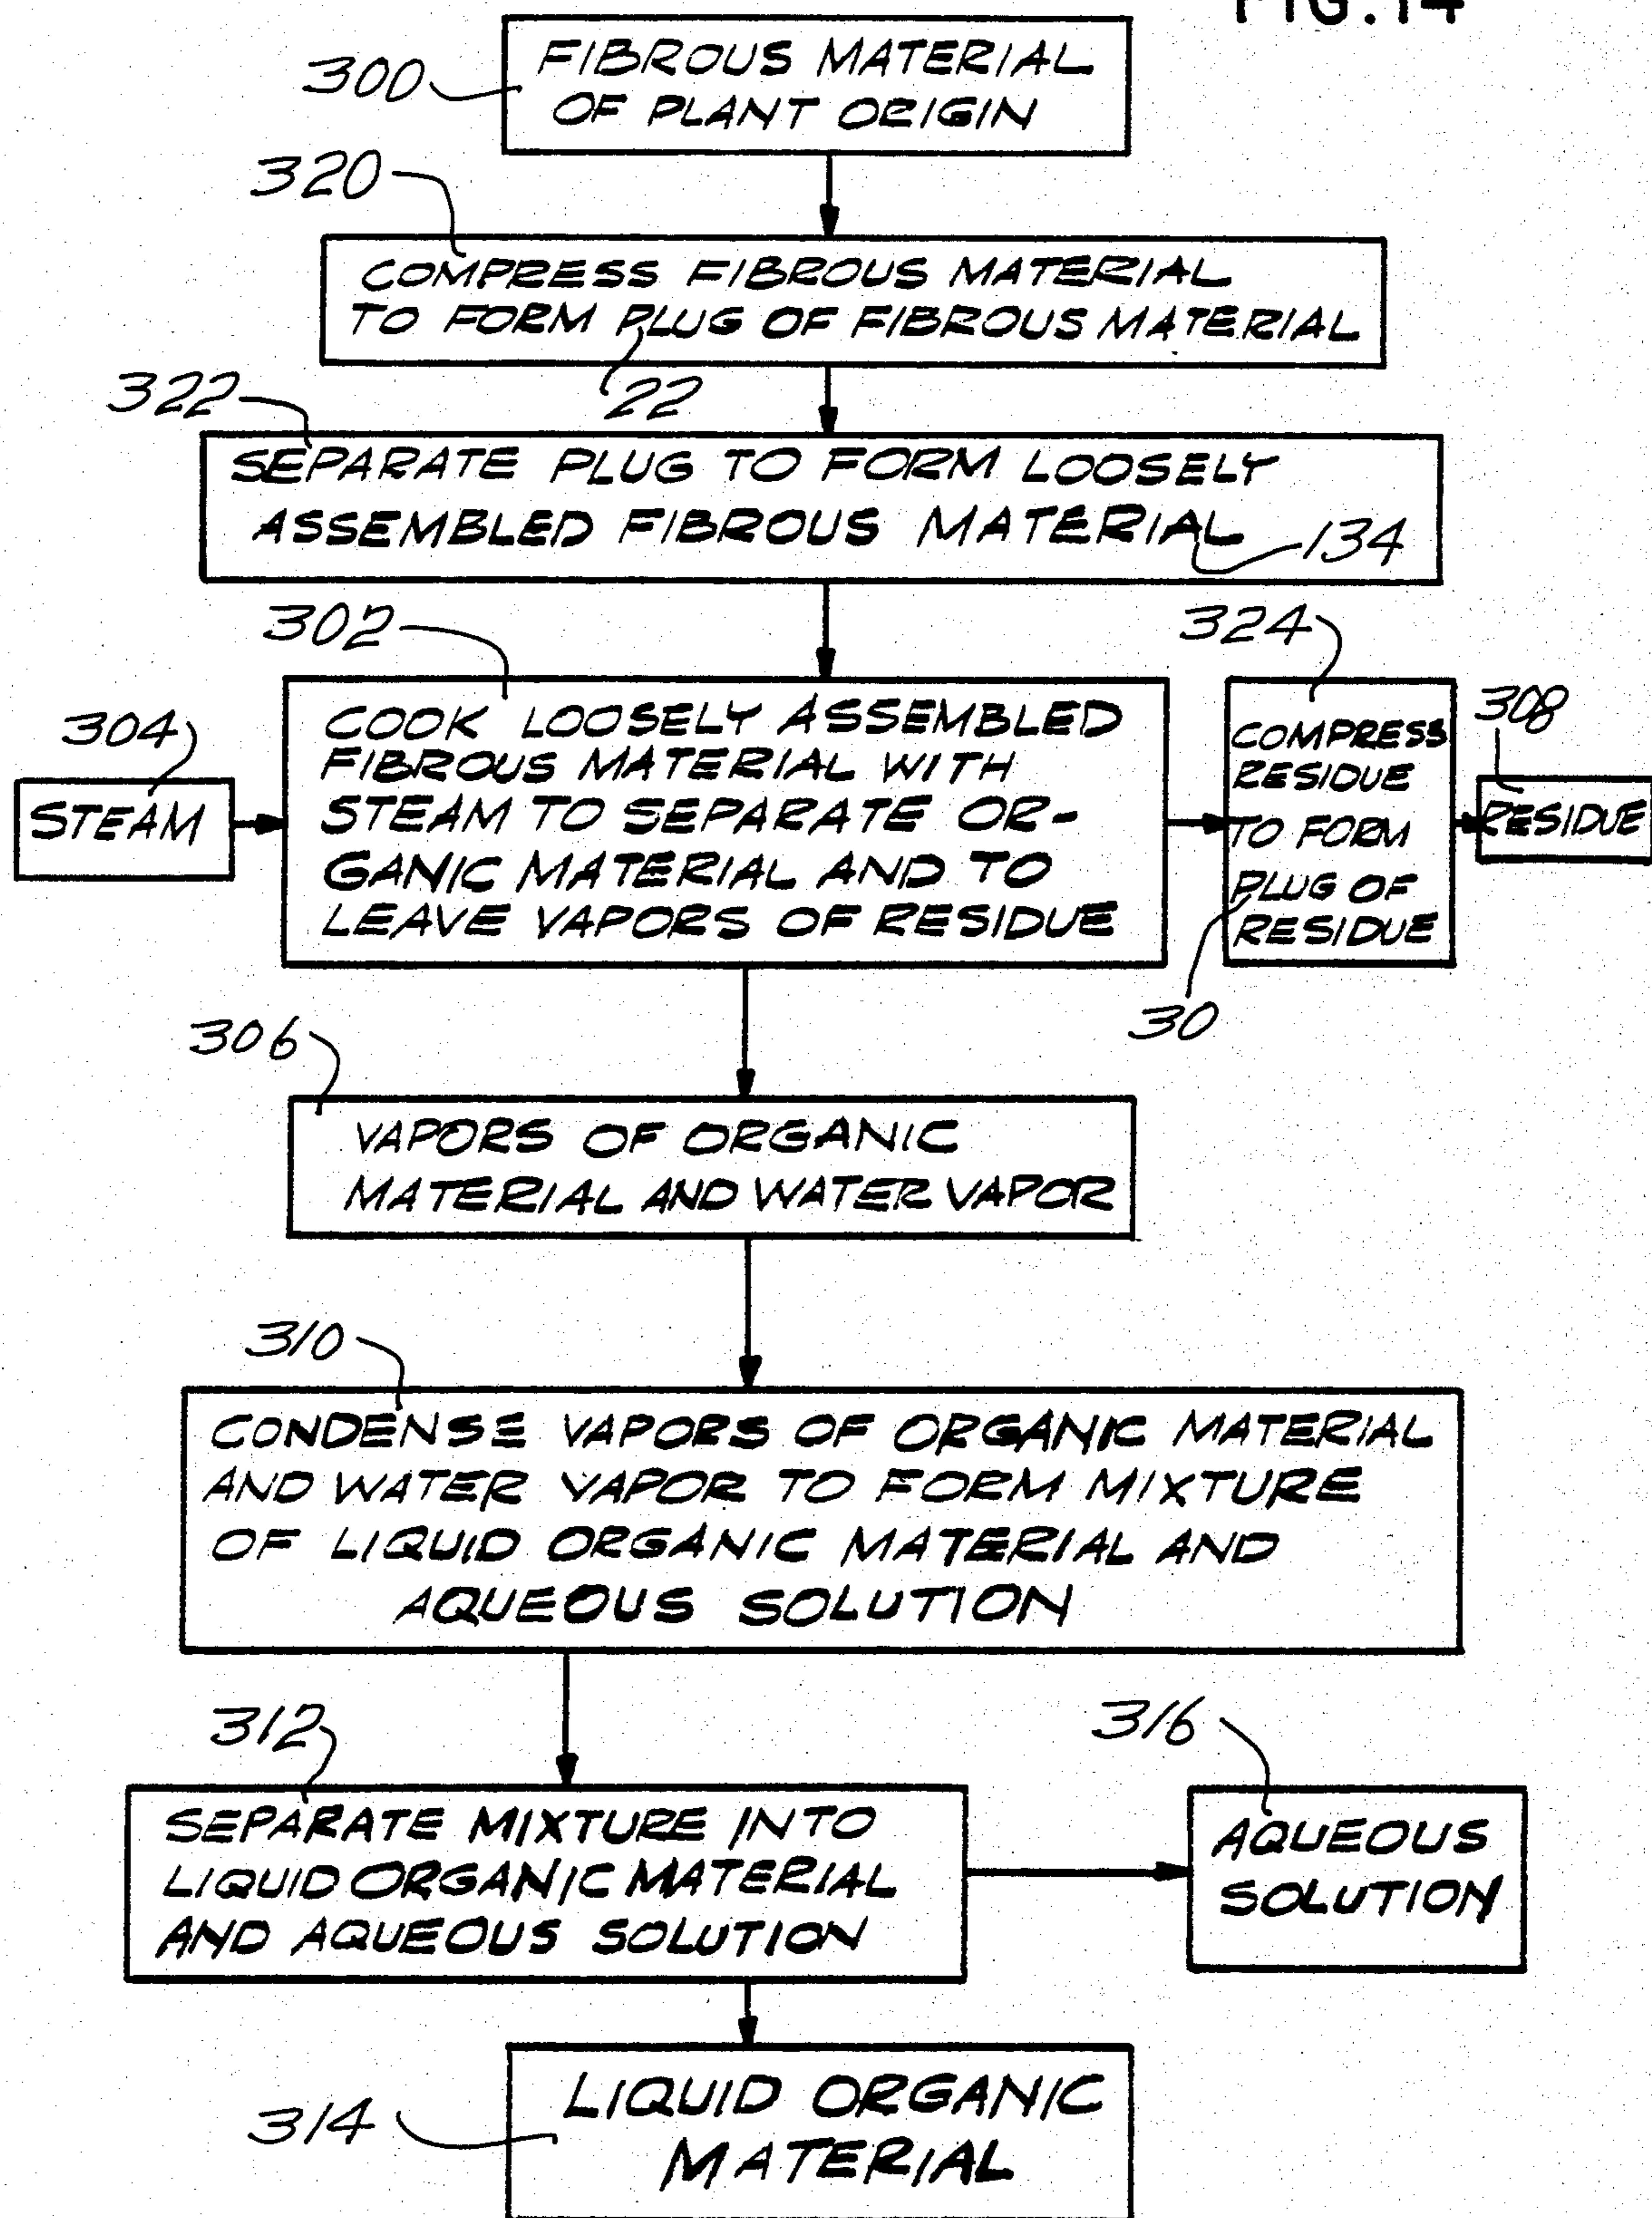 FIG.14
300
FIBROUS MATERIAL
OF PLANT ORIGIN
320
COMPRESS FIBROUS MATERIAL
TO FORM PLUG OF FIBROUS MATERIAL
22
322
SEPARATE PLUG TO FORM LOOSELY
ASSEMBLED FIBROUS MATERIAL
134
302
324
304
308
STEAM
COOK LOOSELY ASSEMBLED
FIBROUS MATERIAL WITH
STEAM TO SEPARATE OR-
GANIC MATERIAL AND TO
LEAVE VAPORS OF RESIDUE
COMPRESS
RESIDUE
TO FORM
PLUG OF
RESIDUE
RESIDUE
30
306
VAPORS OF ORGANIC
MATERIAL AND WATER VAPOR
310
CONDENSE VAPORS OF ORGANIC MATERIAL
AND WATER VAPOR TO FORM MIXTURE
OF LIQUID ORGANIC MATERIAL AND
AQUEOUS SOLUTION
312
316
SEPARATE MIXTURE INTO
LIQUID ORGANIC MATERIAL
AND AQUEOUS SOLUTION
AQUEOUS
SOLUTION
314
LIQUID ORGANIC
MATERIAL